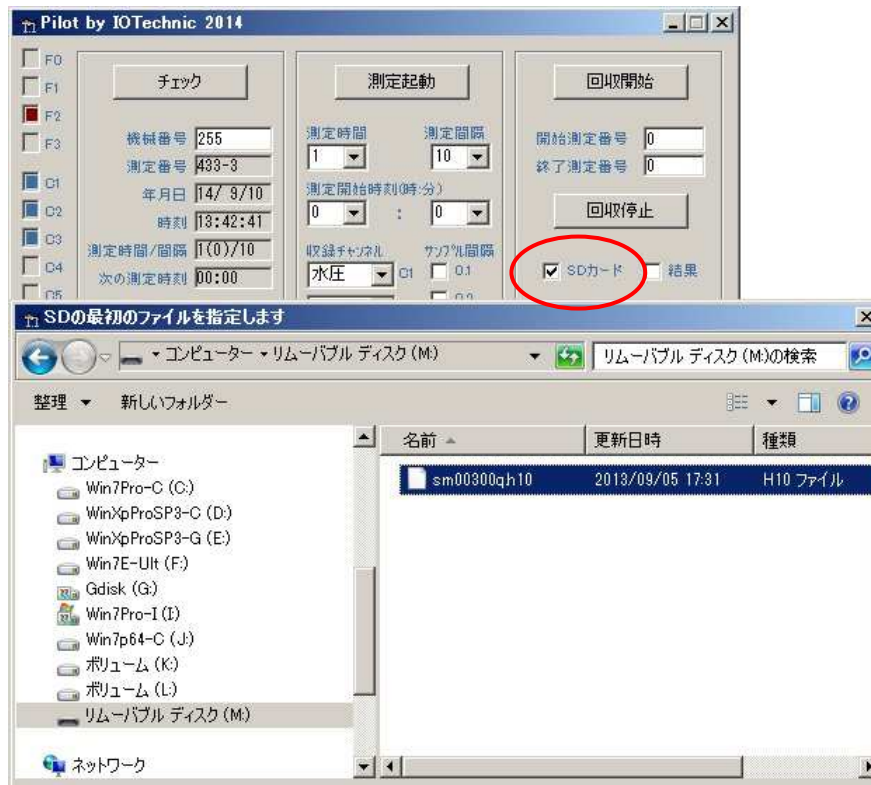 Pilot by IOTechnic 2014
F0
F1
F2
F3
C1
C2
C3
C4
C5
チェック
機械番号 255
測定番号 433-3
年月日 14/ 9/10
時刻 13:42:41
測定時間/間隔 1(0)/10
次の測定時刻 00:00
測定起動
測定時間 測定間隔
1 10
測定開始時刻(時:分)
0 : 0
収録チャンネル サンプル間隔
水圧 C1 0.1
0.2
回収開始
開始測定番号 0
終了測定番号 0
回収停止
SDカード 結果
SDの最初のファイルを指定します
コンピューター リムーバブル ディスク (M:)
リムーバブル ディスク (M:)の検索
整理 新しいフォルダー
コンピューター
Win7Pro-C (C:)
WinXpProSP3-C (D:)
WinXpProSP3-G (E:)
Win7E-Ult (F:)
Gdisk (G:)
Win7Pro-I (I:)
Win7p64-C (J:)
ボリューム (K:)
ボリューム (L:)
リムーバブル ディスク (M:)
ネットワーク
名前 更新日時 種類
sm00300qh10 2013/09/05 17:31 H10 ファイル